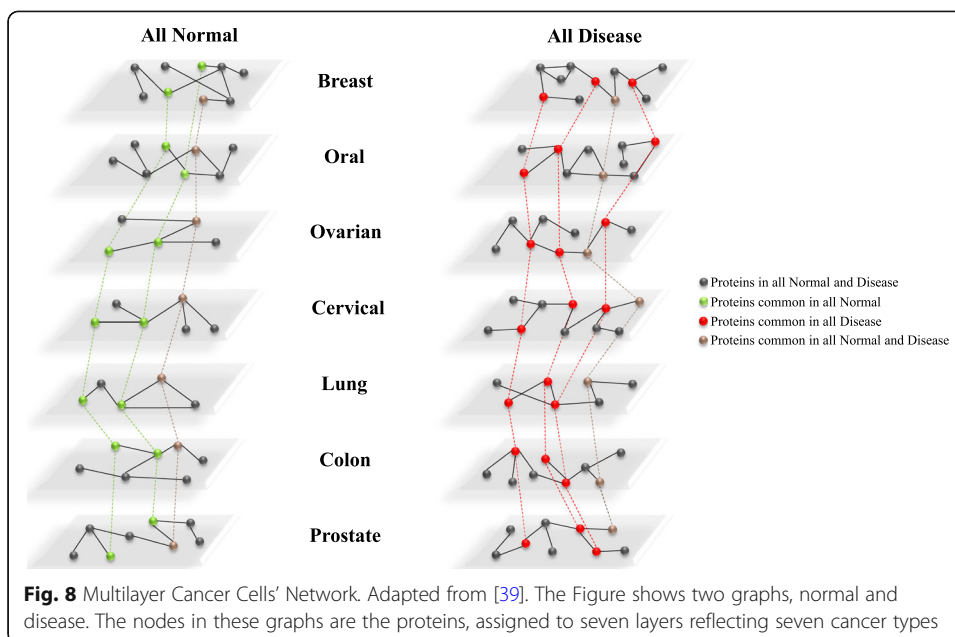 All Normal
All Disease
Breast
Oral
Ovarian
Cervical
Lung
Colon
Prostate
Proteins in all Normal and Disease
Proteins common in all Normal
Proteins common in all Disease
Proteins common in all Normal and Disease
Fig. 8 Multilayer Cancer Cells' Network. Adapted from [39]. The Figure shows two graphs, normal and
disease. The nodes in these graphs are the proteins, assigned to seven layers reflecting seven cancer types